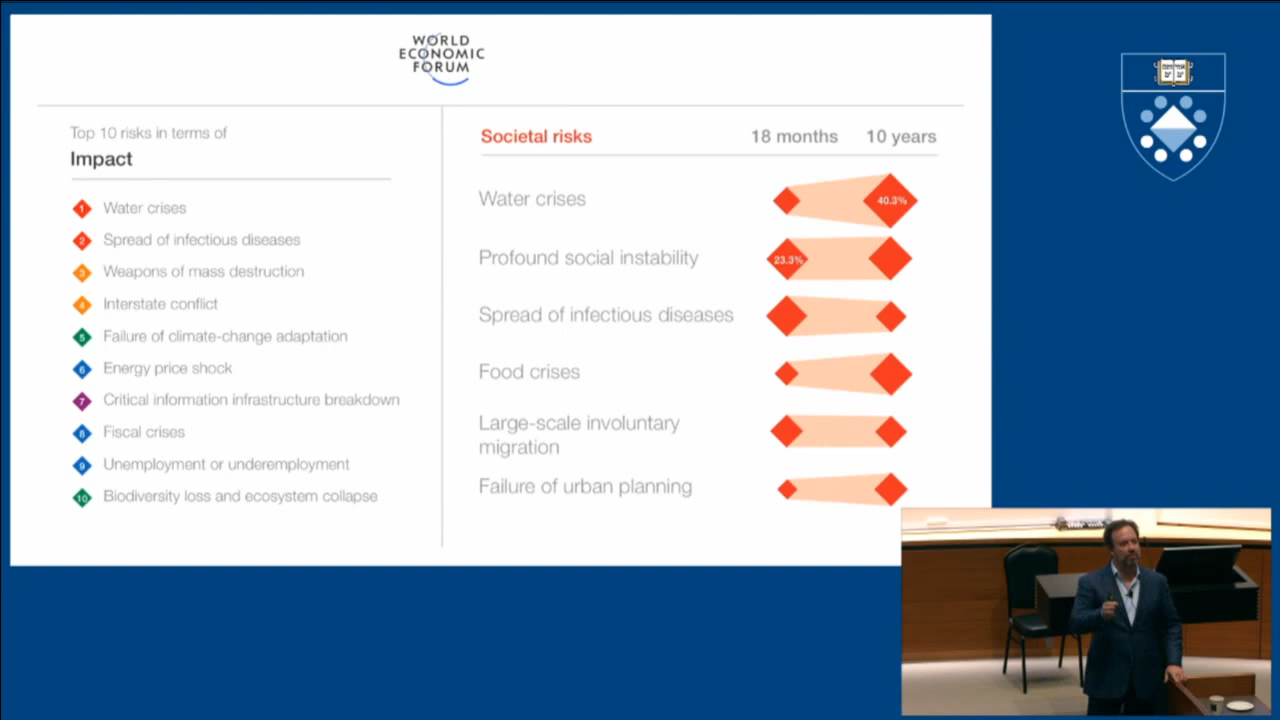 WORLD
ECONOMIC
FORUM
Top 10 risks in terms of
Impact
1 Water crises
2 Spread of infectious diseases
3 Weapons of mass destruction
4 Interstate conflict
5 Failure of climate-change adaptation
6 Energy price shock
7 Critical information infrastructure breakdown
8 Fiscal crises
9 Unemployment or underemployment
10 Biodiversity loss and ecosystem collapse
Societal risks 18 months 10 years
Water crises 40.3%
Profound social instability 23.3%
Spread of infectious diseases
Food crises
Large-scale involuntary
migration
Failure of urban planning